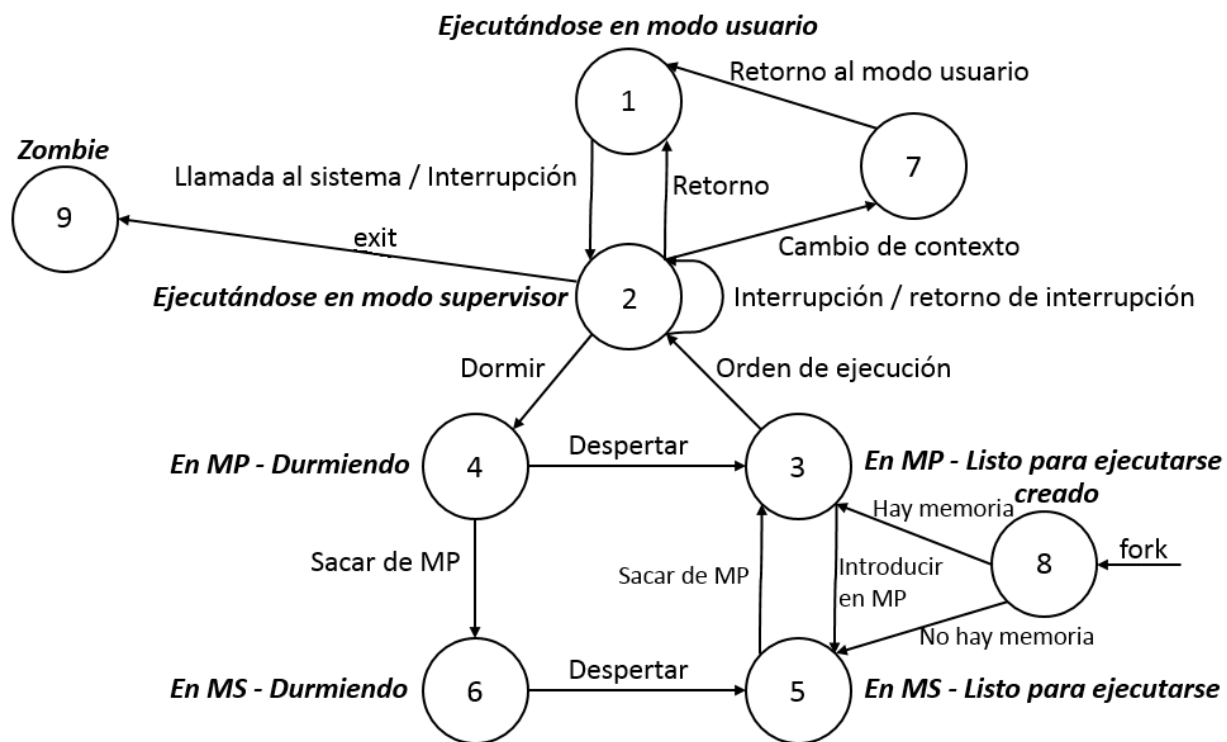 Ejecutándose en modo usuario
1
Retorno al modo usuario
Zombie
7
Llamada al sistema / Interrupción
Retorno
9
exit
Cambio de contexto
Ejecutándose en modo supervisor
2
Interrupción / retorno de interrupción
Dormir
Orden de ejecución
En MP - Durmiendo
4
Despertar
3
En MP - Listo para ejecutarse
creado
Hay memoria
fork
Sacar de MP
Sacar de MP
Introducir
en MP
8
No hay memoria
En MS - Durmiendo
6
Despertar
5
En MS - Listo para ejecutarse